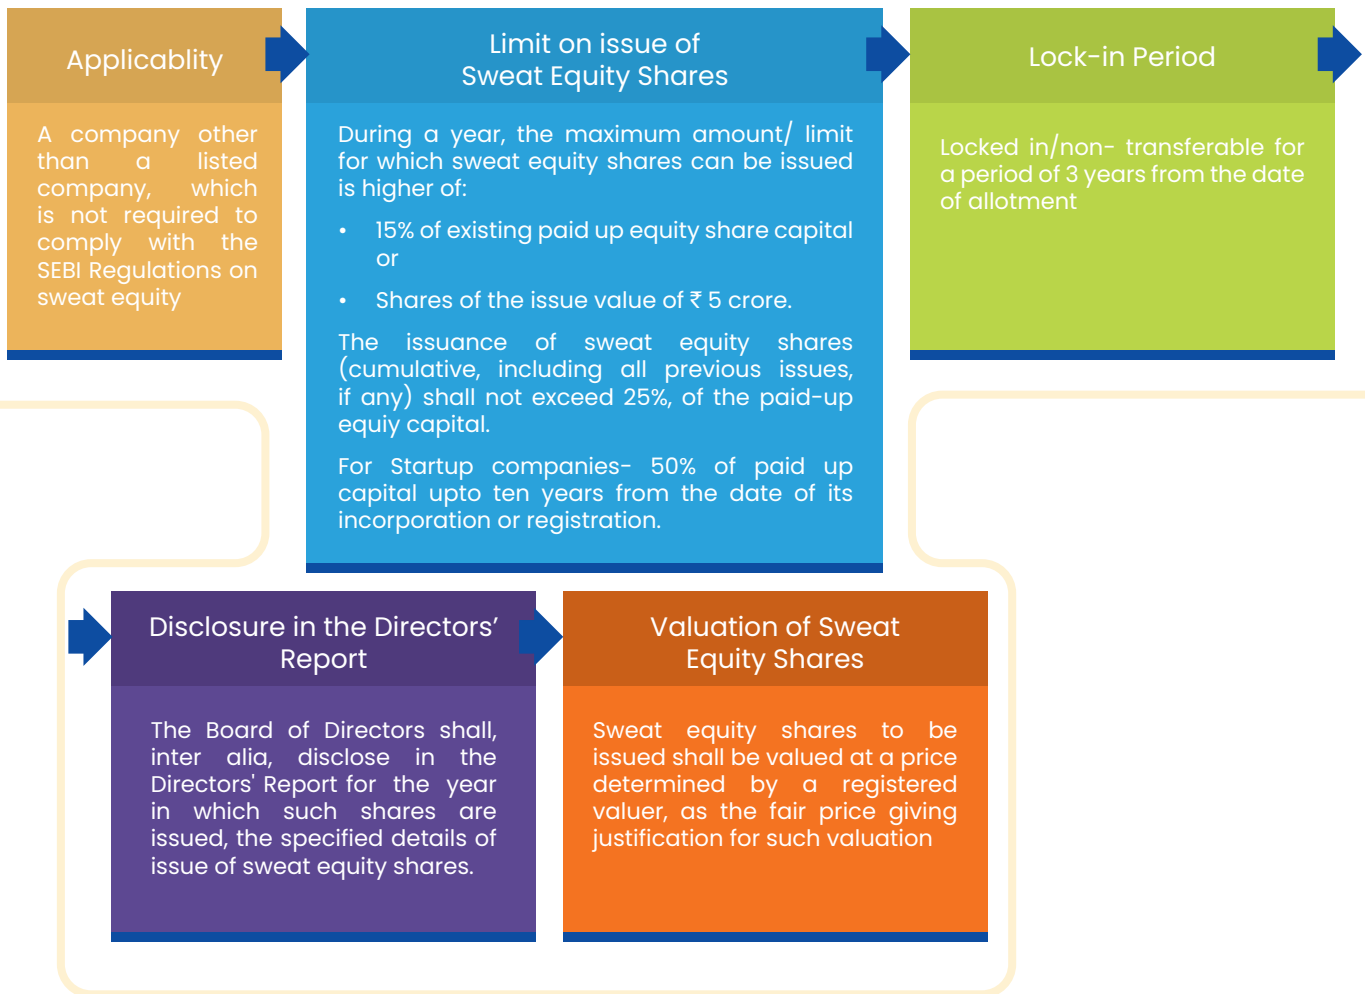 Applicablity
A company other
than a listed
company, which
is not required to
comply with the
SEBI Regulations on
sweat equity
Limit on issue of
Sweat Equity Shares
During a year, the maximum amount/ limit
for which sweat equity shares can be issued
is higher of:
• 15% of existing paid up equity share capital
or
• Shares of the issue value of ₹ 5 crore.
The issuance of sweat equity shares
(cumulative, including all previous issues,
if any) shall not exceed 25%, of the paid-up
equiy capital.
For Startup companies- 50% of paid up
capital upto ten years from the date of its
incorporation or registration.
Lock-in Period
Locked in/non- transferable for
a period of 3 years from the date
of allotment
Disclosure in the Directors’
Report
The Board of Directors shall,
inter alia, disclose in the
Directors' Report for the year
in which such shares are
issued, the specified details of
issue of sweat equity shares.
Valuation of Sweat
Equity Shares
Sweat equity shares to be
issued shall be valued at a price
determined by a registered
valuer, as the fair price giving
justification for such valuation